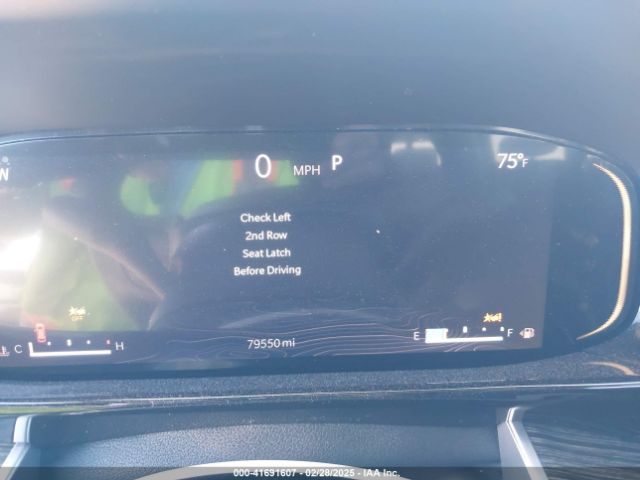 N
0 MPH P 75°F
Check Left
2nd Row
Seat Latch
Before Driving
OFF
C H 79550 mi E F
000-41691607 - 02/28/2025 - IAA Inc.